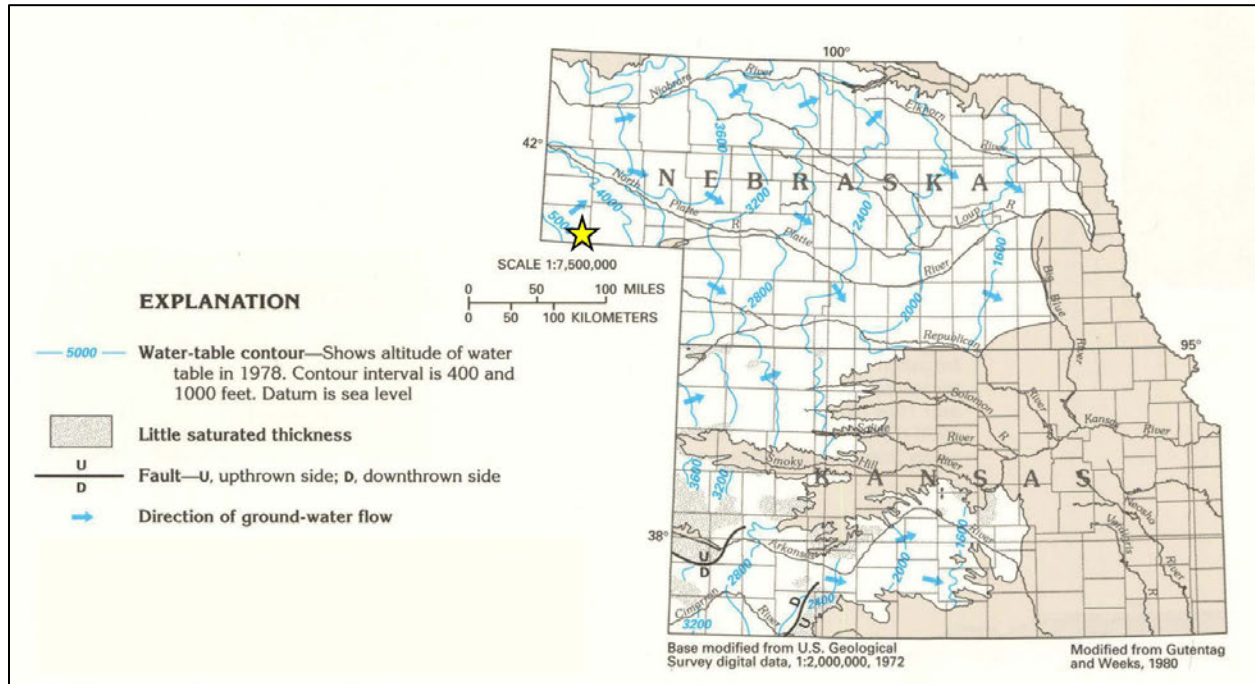 100°
Niobrara River
Elkhorn River
3600
42°
NEBRASKA
North Platte R
4000
3200
2400
Loup R
500
Platte River
1600
SCALE 1:7,500,000
0 50 100 MILES
0 50 100 KILOMETERS
Big Blue River
2800
2000
EXPLANATION
Republican
95°
5000
Water-table contour—Shows altitude of water
table in 1978. Contour interval is 400 and
1000 feet. Datum is sea level
Solomon R
River
Kansas River
Little saturated thickness
Saline River
Smoky Hill River
KANSAS
3600
3200
U
D
Fault—U, upthrown side; D, downthrown side
Neosho River
Verdigris R
Direction of ground-water flow
38°
Arkansas River
1600
U
D
2800
2000
2400
D
U
Cimarron River
3200
Base modified from U.S. Geological
Survey digital data, 1:2,000,000, 1972
Modified from Gutentag
and Weeks, 1980